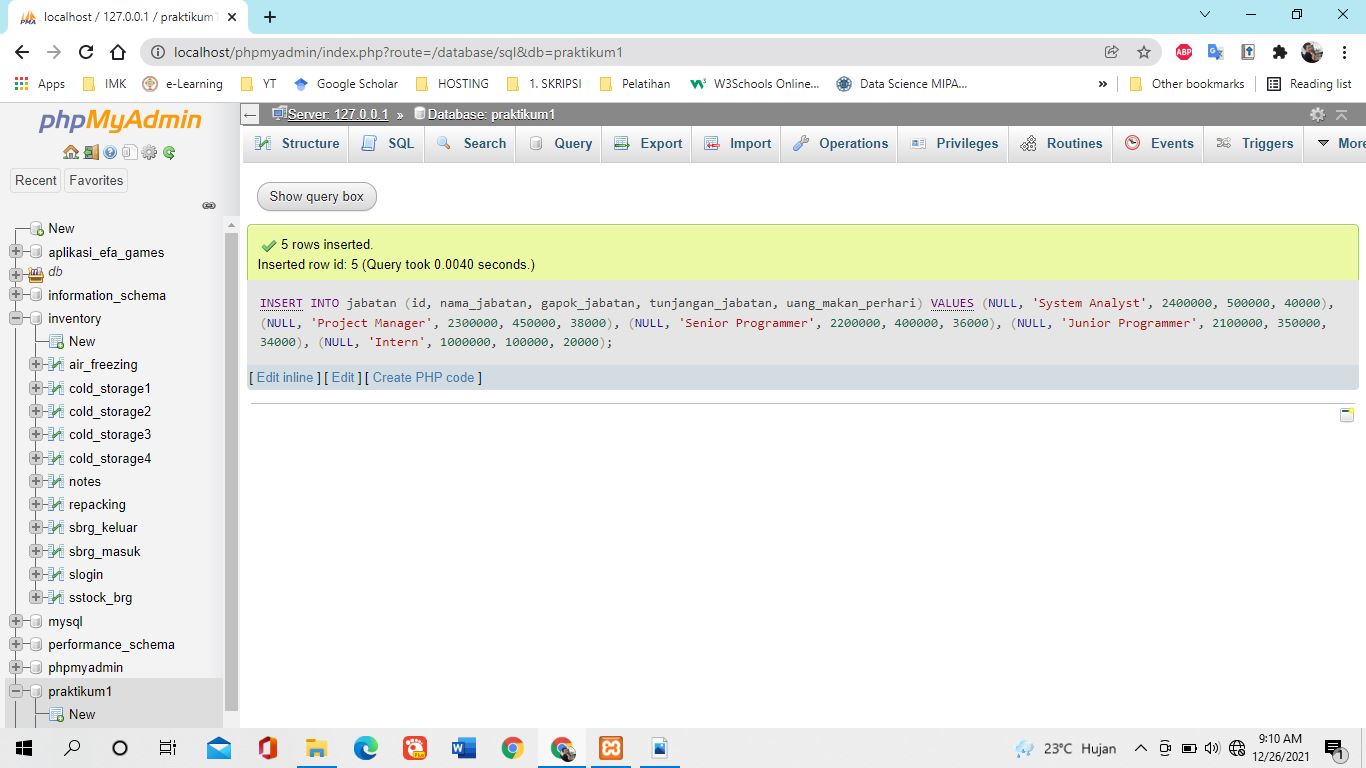 localhost / 127.0.0.1 / praktikum1
localhost/phpmyadmin/index.php?route=/database/sql&db=praktikum1
Apps IMK e-Learning YT Google Scholar HOSTING 1. SKRIPSI Pelatihan W3Schools Online... Data Science MIPA... » Other bookmarks Reading list
phpMyAdmin
Recent Favorites
New
aplikasi_efa_games
db
information_schema
inventory
New
air_freezing
cold_storage1
cold_storage2
cold_storage3
cold_storage4
notes
repacking
sbrg_keluar
sbrg_masuk
slogin
sstock_brg
mysql
performance_schema
phpmyadmin
praktikum1
New
Server: 127.0.0.1 » Database: praktikum1
Structure SQL Search Query Export Import Operations Privileges Routines Events Triggers More
Show query box
5 rows inserted.
Inserted row id: 5 (Query took 0.0040 seconds.)
INSERT INTO jabatan (id, nama_jabatan, gapok_jabatan, tunjangan_jabatan, uang_makan_perhari) VALUES (NULL, 'System Analyst', 2400000, 500000, 40000),
(NULL, 'Project Manager', 2300000, 450000, 38000), (NULL, 'Senior Programmer', 2200000, 400000, 36000), (NULL, 'Junior Programmer', 2100000, 350000,
34000), (NULL, 'Intern', 1000000, 100000, 20000);
[ Edit inline ] [ Edit ] [ Create PHP code ]
23°C Hujan
9:10 AM
12/26/2021
1